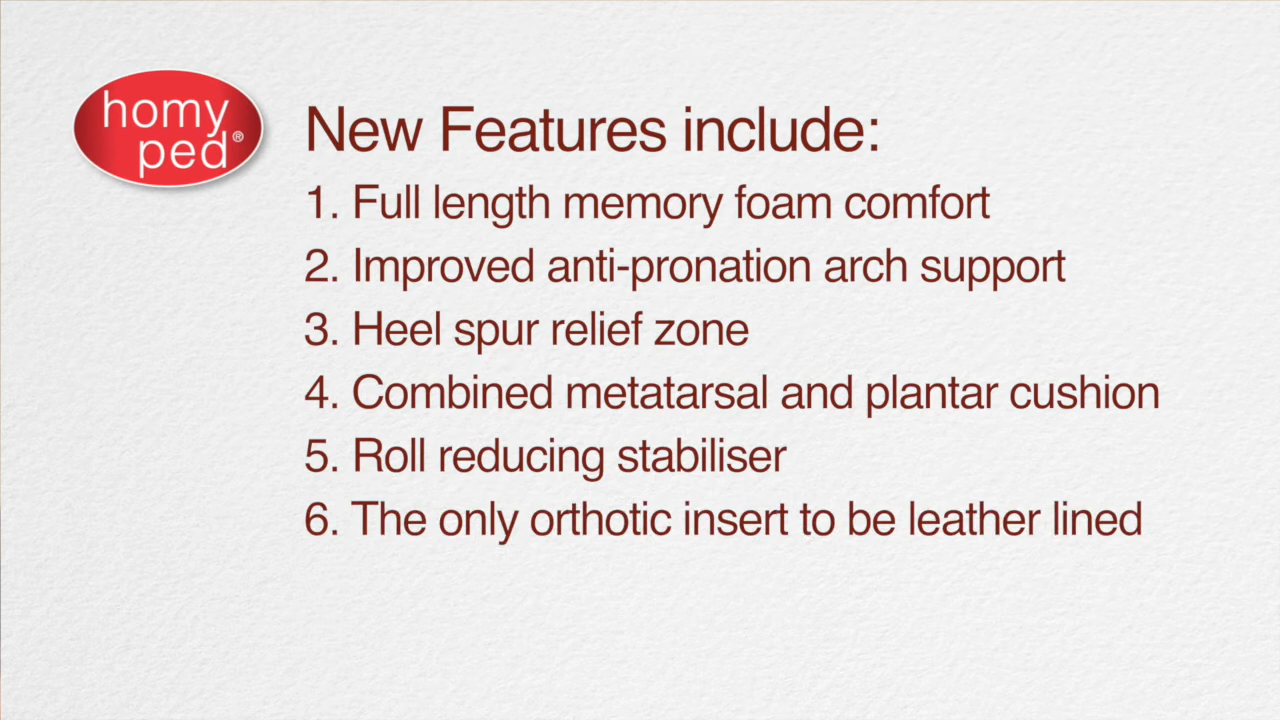 homy
ped®
New Features include:
1. Full length memory foam comfort
2. Improved anti-pronation arch support
3. Heel spur relief zone
4. Combined metatarsal and plantar cushion
5. Roll reducing stabiliser
6. The only orthotic insert to be leather lined